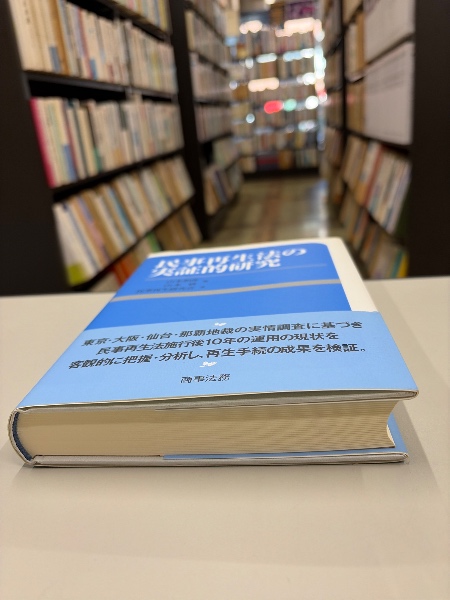 民事再生法の
実証的研究
東京・大阪・仙台・那覇地裁の実情調査に基づき
民事再生法施行後10年の運用の現状を
客観的に把握・分析し、再生手続の成果を検証。
商事法務